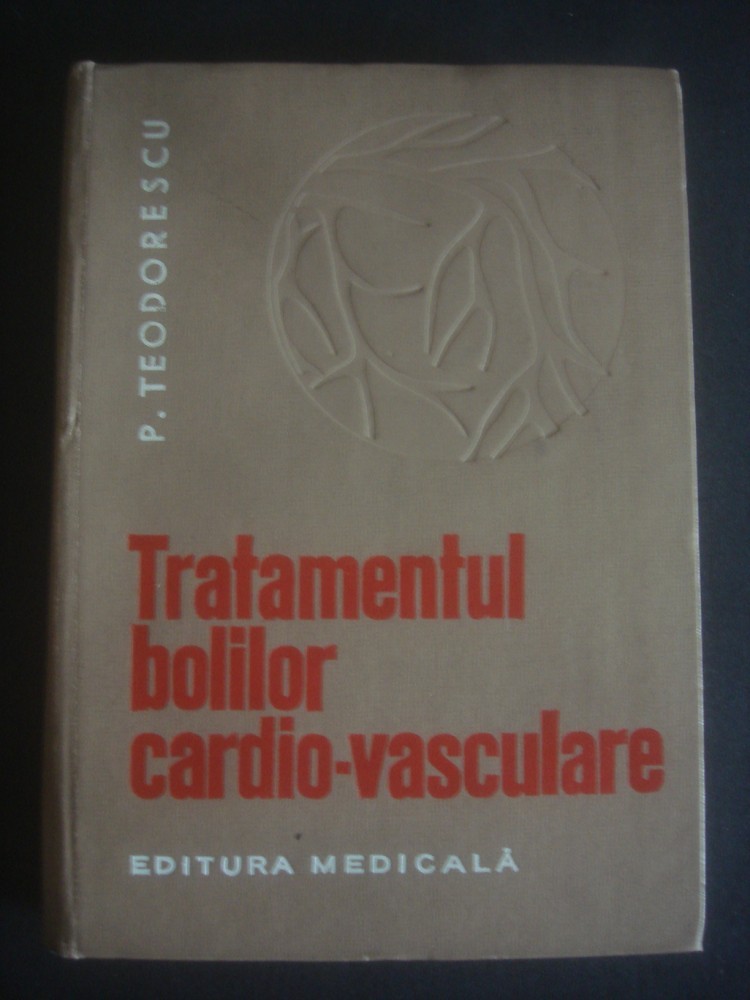 P. TEODORESCU
Tratamentul
bolilor
cardio-vasculare
EDITURA MEDICALĂ